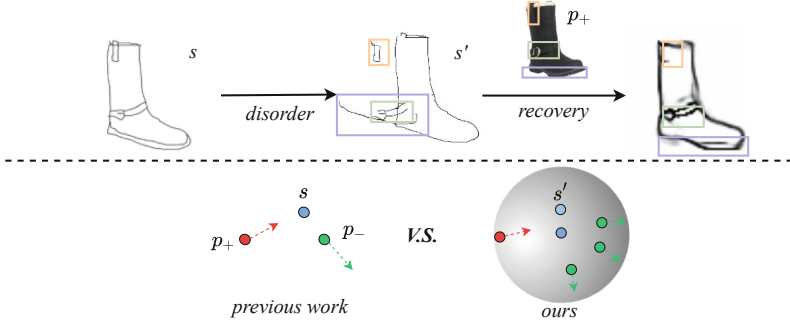 s
s′
p₊
disorder
recovery
s
s′
p₊
p₋
V.S.
previous work
ours